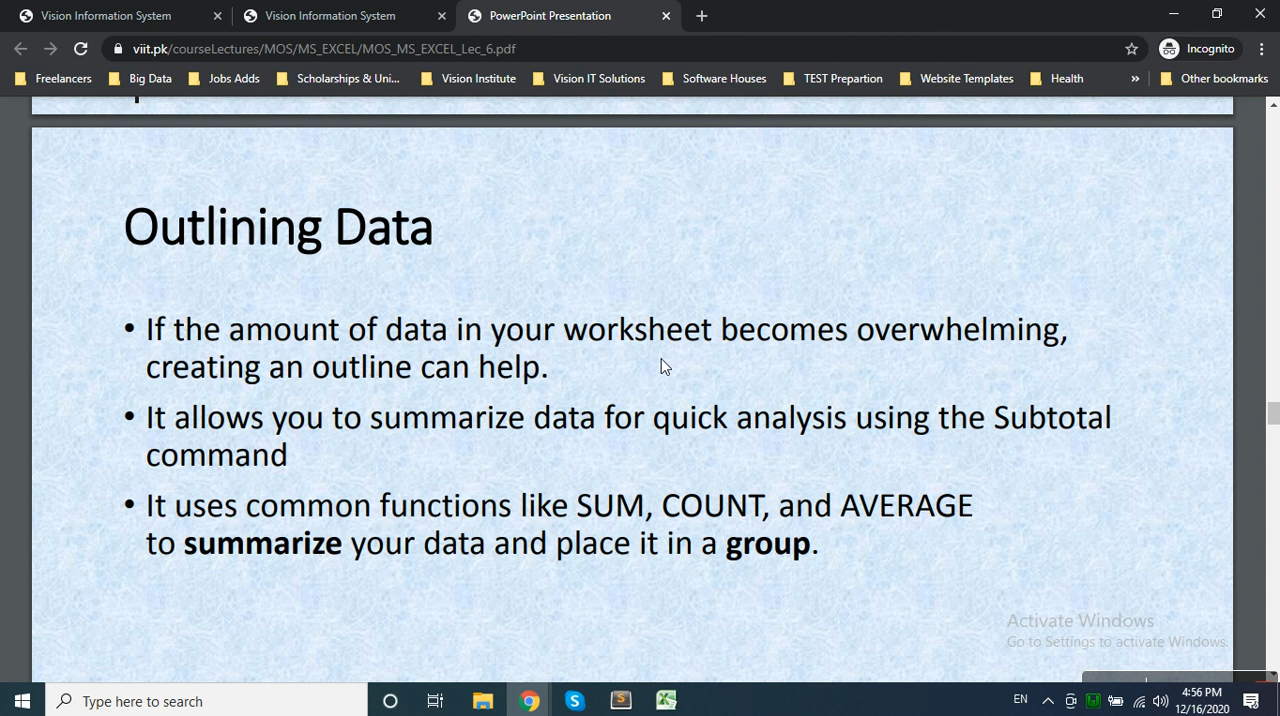 Vision Information System
Vision Information System
PowerPoint Presentation
viit.pk/courseLectures/MOS/MS_EXCEL/MOS_MS_EXCEL_Lec_6.pdf
Incognito
Freelancers
Big Data
Jobs Adds
Scholarships & Uni...
Vision Institute
Vision IT Solutions
Software Houses
TEST Prepartion
Website Templates
Health
»
Other bookmarks
Outlining Data
• If the amount of data in your worksheet becomes overwhelming,
creating an outline can help.
• It allows you to summarize data for quick analysis using the Subtotal
command
• It uses common functions like SUM, COUNT, and AVERAGE
to summarize your data and place it in a group.
Activate Windows
Go to Settings to activate Windows.
Type here to search
EN
4:56 PM
12/16/2020